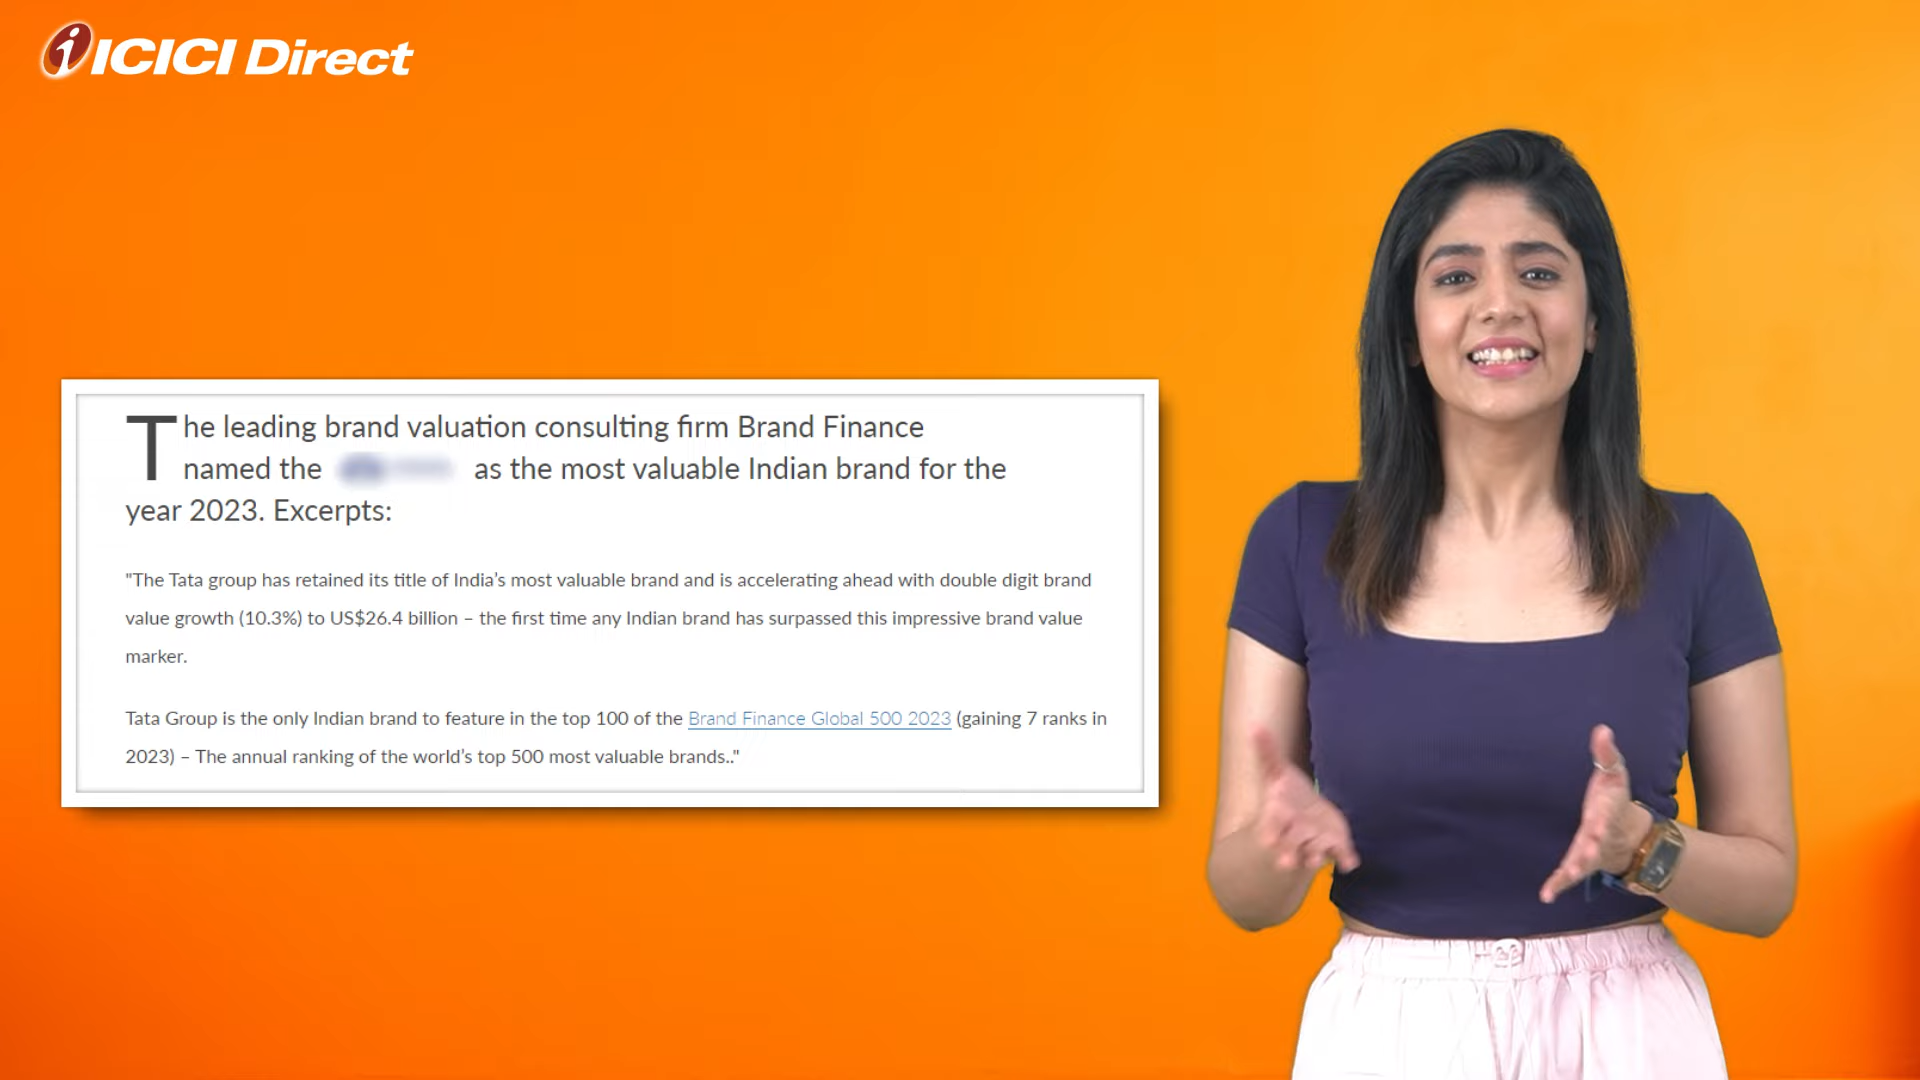 ICICI Direct
The leading brand valuation consulting firm Brand Finance
named the as the most valuable Indian brand for the
year 2023. Excerpts:
"The Tata group has retained its title of India’s most valuable brand and is accelerating ahead with double digit brand
value growth (10.3%) to US$26.4 billion – the first time any Indian brand has surpassed this impressive brand value
marker.
Tata Group is the only Indian brand to feature in the top 100 of the Brand Finance Global 500 2023 (gaining 7 ranks in
2023) – The annual ranking of the world’s top 500 most valuable brands.."